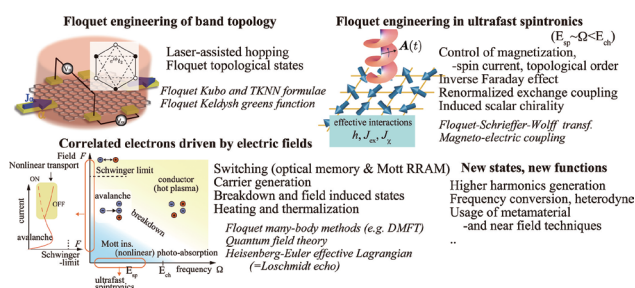 Floquet engineering of band topology
Laser-assisted hopping
Floquet topological states
Floquet Kubo and TKNN formulae
Floquet Keldysh greens function
Floquet engineering in ultrafast spintronics
(E_sp~Ω<E_ch)
A(t)
Control of magnetization,
-spin current, topological order
Inverse Faraday effect
Renormalized exchange coupling
Induced scalar chirality
Floquet-Schrieffer-Wolff transf.
Magneto-electric coupling
effective interactions
h, J_ex, J_χ
Correlated electrons driven by electric fields
Nonlinear transport
ON
OFF
current
avalanche
Schwinger
-limit
F
Field F
Schwinger limit
conductor
(hot plasma)
avalanche
breakdown
Mott ins.
(nonlinear) photo-absorption
E_sp
E_ch
frequency Ω
ultrafast
spintronics
Switching (optical memory & Mott RRAM)
Carrier generation
Breakdown and field induced states
Heating and thermalization
Floquet many-body methods (e.g. DMFT)
Quantum field theory
Heisenberg-Euler effective Lagrangian
(=Loschmidt echo)
New states, new functions
Higher harmonics generation
Frequency conversion, heterodyne
Usage of metamaterial
-and near field techniques
..